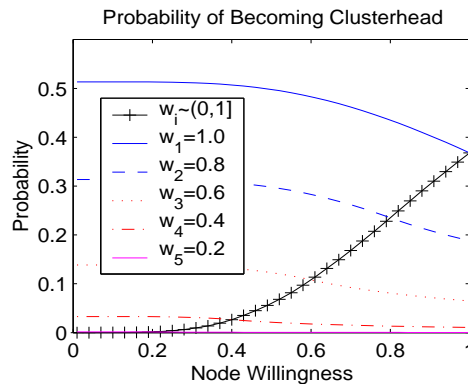 Probability of Becoming Clusterhead
Probability
0.5
0.4
0.3
0.2
0.1
0
w_i~(0,1]
w_1=1.0
w_2=0.8
w_3=0.6
w_4=0.4
w_5=0.2
0 0.2 0.4 0.6 0.8 1
Node Willingness